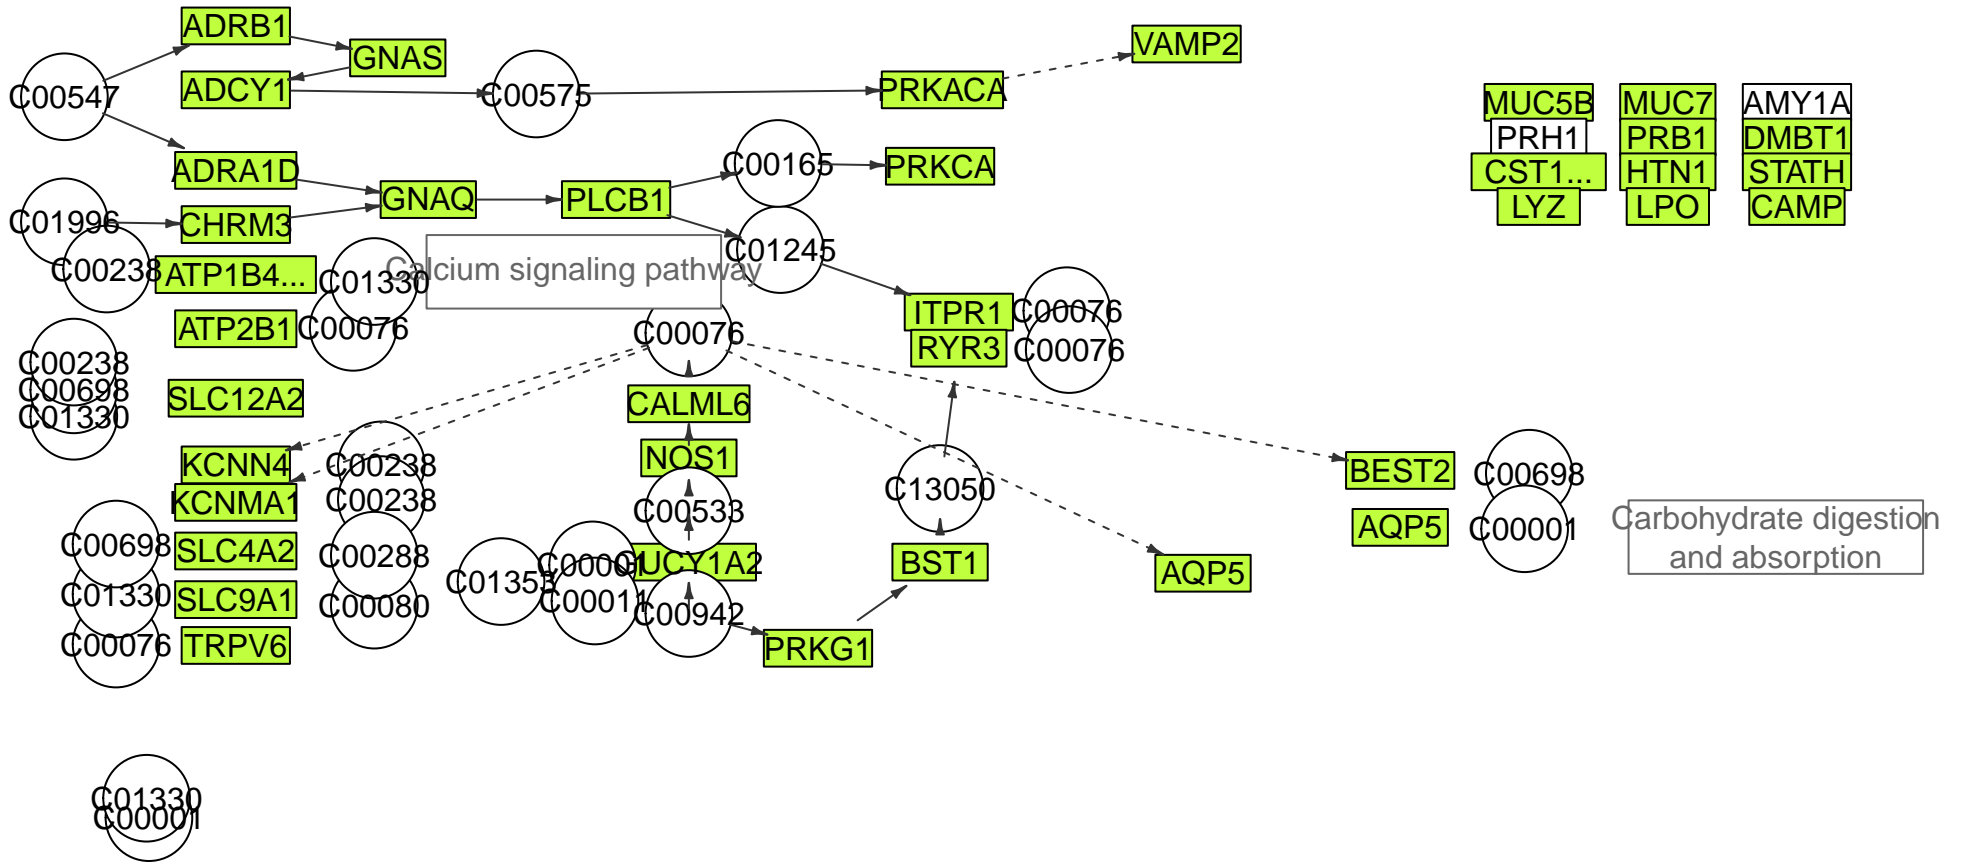 ADRB1
GNAS
VAMP2
C00547
ADCY1
C00575
PRKACA
MUC5B
MUC7
AMY1A
PRH1
PRB1
DMBT1
ADRA1D
GNAQ
PLCB1
C00165
PRKCA
CST1...
HTN1
STATH
LYZ
LPO
CAMP
C01996
CHRM3
C01245
C00238
ATP1B4...
C01330
Calcium signaling pathway
ATP2B1
C00076
C00076
ITPR1
C00076
RYR3
C00076
C00238
C00698
C01330
SLC12A2
CALML6
KCNN4
C00238
NOS1
KCNMA1
C00238
C00533
C13050
BEST2
C00698
AQP5
C00001
Carbohydrate digestion
and absorption
C00698
SLC4A2
C00288
C01353
C00001
GUCY1A2
BST1
AQP5
C01330
SLC9A1
C00080
C00011
C00942
C00076
TRPV6
PRKG1
C01330
C00001